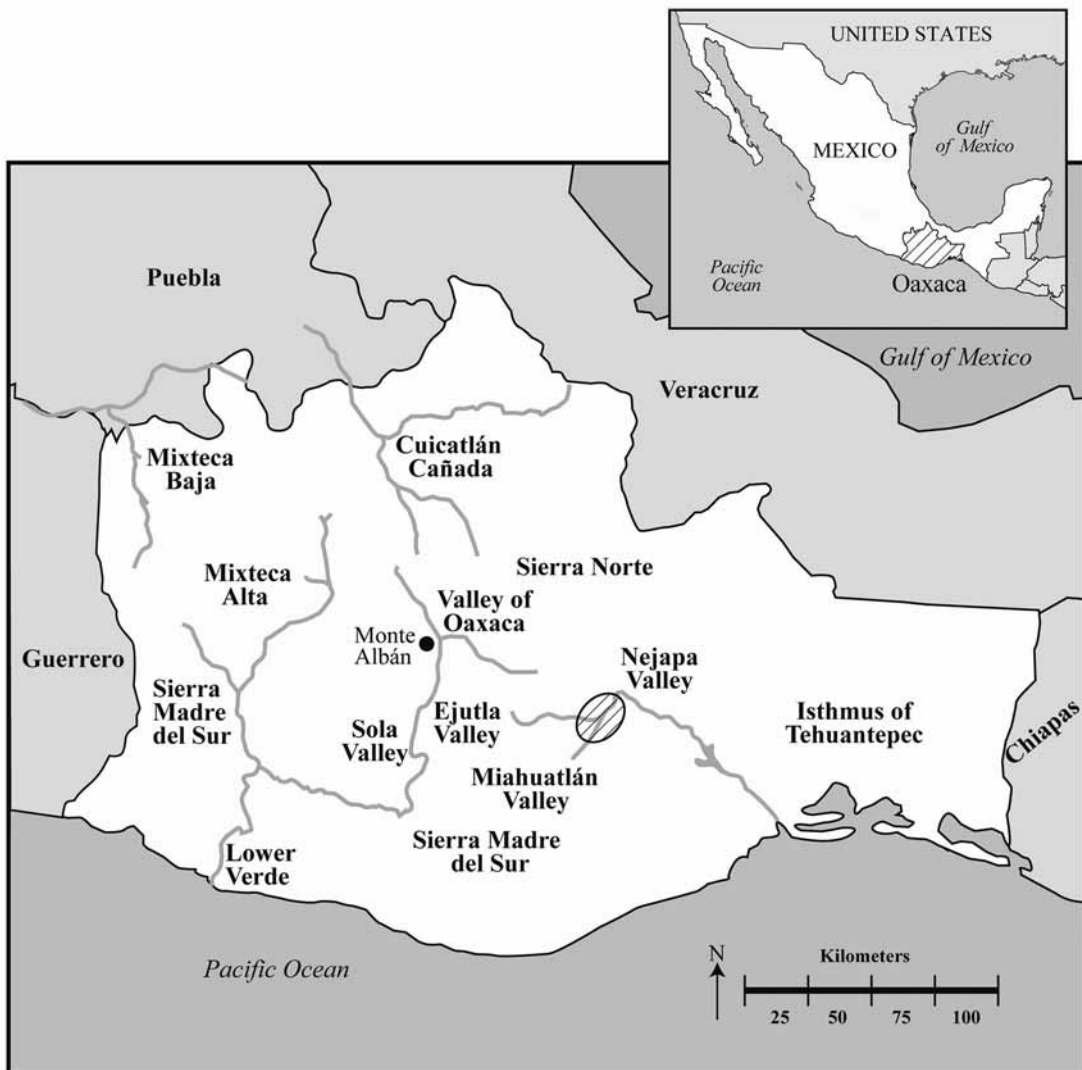 UNITED STATES
Gulf
of Mexico
MEXICO
Pacific
Ocean
Oaxaca
Puebla
Gulf of Mexico
Veracruz
Cuicatlán
Cañada
Mixteca
Baja
Sierra Norte
Mixteca
Alta
Valley of
Oaxaca
Monte
Albán
Guerrero
Nejapa
Valley
Sierra
Madre
del Sur
Sola
Valley
Ejutla
Valley
Isthmus of
Tehuantepec
Chiapas
Miahuatlán
Valley
Sierra Madre
del Sur
Lower
Verde
Pacific Ocean
N
Kilometers
25 50 75 100